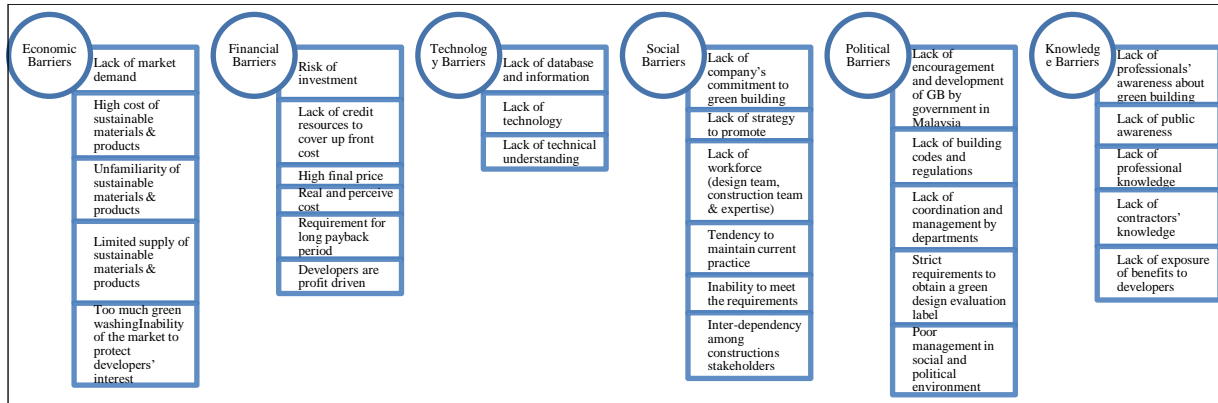 Economic
Barriers
Lack of market
demand
High cost of
sustainable
materials &
products
Unfamiliarity of
sustainable
materials &
products
Limited supply of
sustainable
materials &
products
Too much green
washingInability
of the market to
protect
developers'
interest
Financial
Barriers
Risk of
investment
Lack of credit
resources to
cover up front
cost
High final price
Real and perceive
cost
Requirement for
long payback
period
Developers are
profit driven
Technolog
y Barriers
Lack of database
and information
Lack of
technology
Lack of technical
understanding
Social
Barriers
Lack of
company's
commitment to
green building
Lack of strategy
to promote
Lack of
workforce
(design team,
construction team
& expertise)
Tendency to
maintain current
practice
Inability to meet
the requirements
Inter-dependency
among
constructions
stakeholders
Political
Barriers
Lack of
encouragement
and development
of GB by
government in
Malaysia
Lack of building
codes and
regulations
Lack of
coordination and
management by
departments
Strict
requirements to
obtain a green
design evaluation
label
Poor
management in
social and
political
environment
Knowledg
e Barriers
Lack of
professionals'
awareness about
green building
Lack of public
awareness
Lack of
professional
knowledge
Lack of
contractors'
knowledge
Lack of exposure
of benefits to
developers